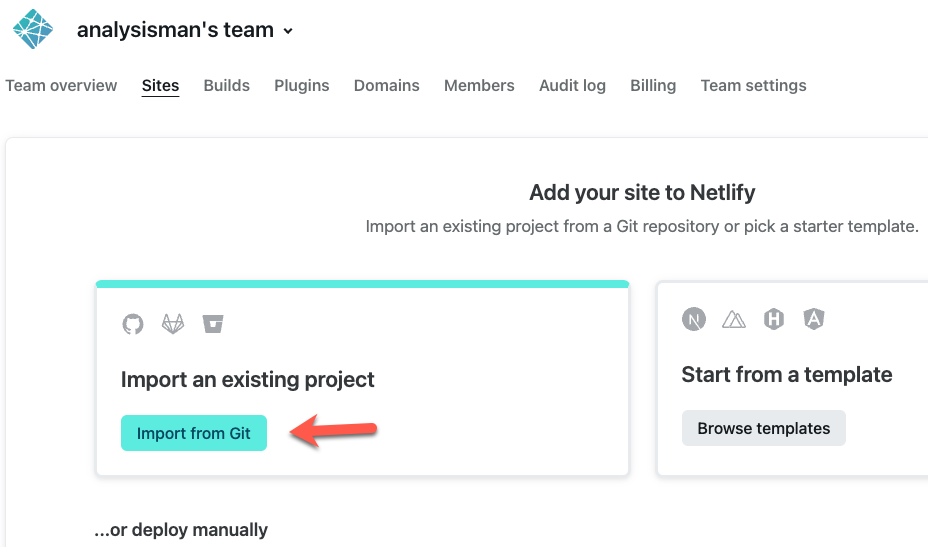 analysisman's team
Team overview Sites Builds Plugins Domains Members Audit log Billing Team settings
Add your site to Netlify
Import an existing project from a Git repository or pick a starter template.
Import an existing project
Import from Git
Start from a template
Browse templates
...or deploy manually